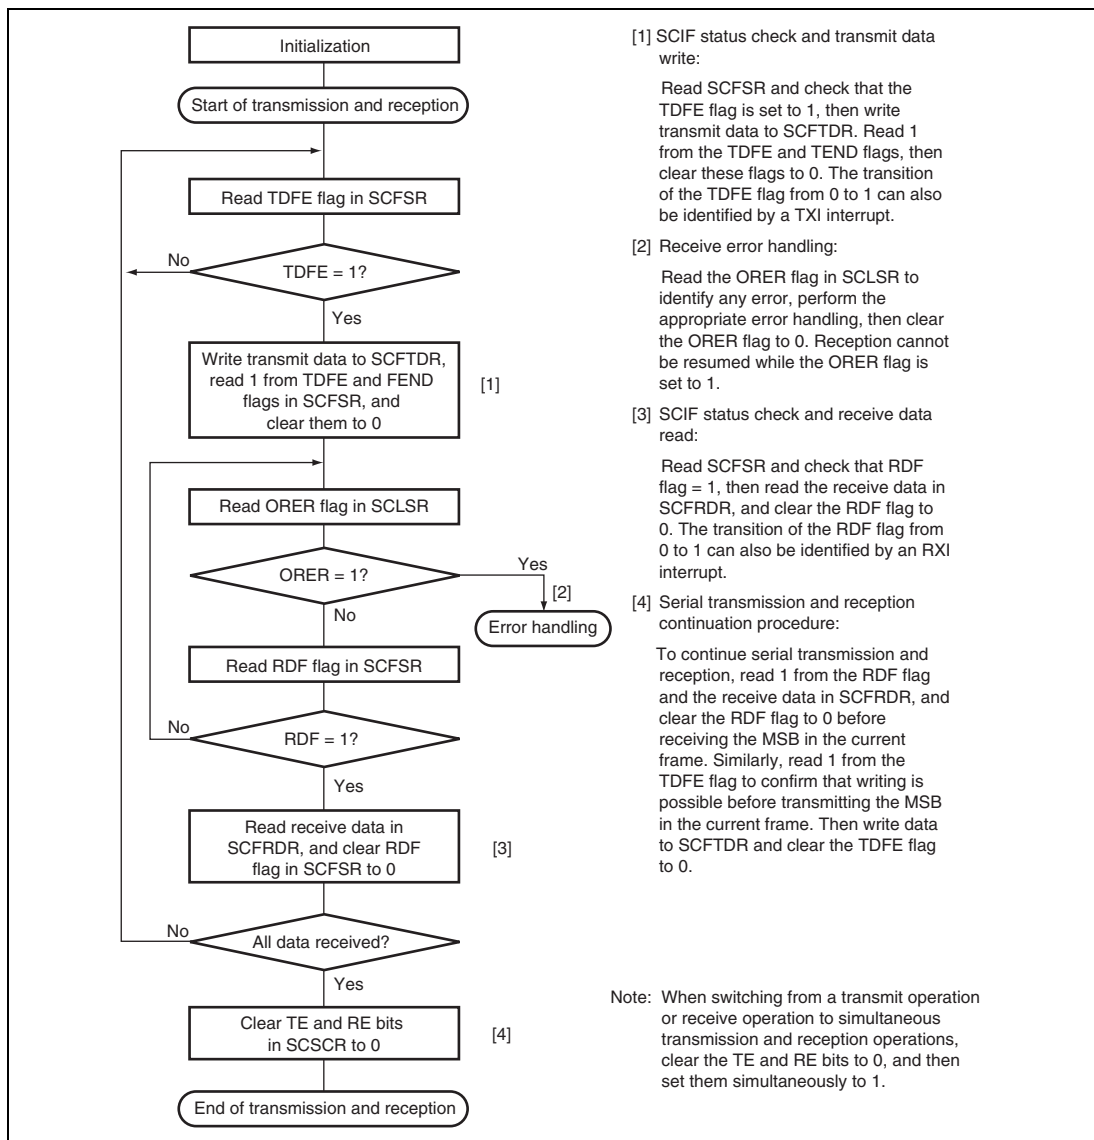 Initialization
Start of transmission and reception
Read TDFE flag in SCFSR
No
TDFE = 1?
Yes
Write transmit data to SCFTDR,
read 1 from TDFE and FEND
flags in SCFSR, and
clear them to 0
[1]
Read ORER flag in SCLSR
ORER = 1?
Yes
[2]
Error handling
No
Read RDF flag in SCFSR
No
RDF = 1?
Yes
Read receive data in
SCFRDR, and clear RDF
flag in SCFSR to 0
[3]
No
All data received?
Yes
Clear TE and RE bits
in SCSCR to 0
[4]
End of transmission and reception
[1] SCIF status check and transmit data
write:
Read SCFSR and check that the
TDFE flag is set to 1, then write
transmit data to SCFTDR. Read 1
from the TDFE and TEND flags, then
clear these flags to 0. The transition
of the TDFE flag from 0 to 1 can also
be identified by a TXI interrupt.
[2] Receive error handling:
Read the ORER flag in SCLSR to
identify any error, perform the
appropriate error handling, then clear
the ORER flag to 0. Reception cannot
be resumed while the ORER flag is
set to 1.
[3] SCIF status check and receive data
read:
Read SCFSR and check that RDF
flag = 1, then read the receive data in
SCFRDR, and clear the RDF flag to
0. The transition of the RDF flag from
0 to 1 can also be identified by an RXI
interrupt.
[4] Serial transmission and reception
continuation procedure:
To continue serial transmission and
reception, read 1 from the RDF flag
and the receive data in SCFRDR, and
clear the RDF flag to 0 before
receiving the MSB in the current
frame. Similarly, read 1 from the
TDFE flag to confirm that writing is
possible before transmitting the MSB
in the current frame. Then write data
to SCFTDR and clear the TDFE flag
to 0.
Note: When switching from a transmit operation
or receive operation to simultaneous
transmission and reception operations,
clear the TE and RE bits to 0, and then
set them simultaneously to 1.